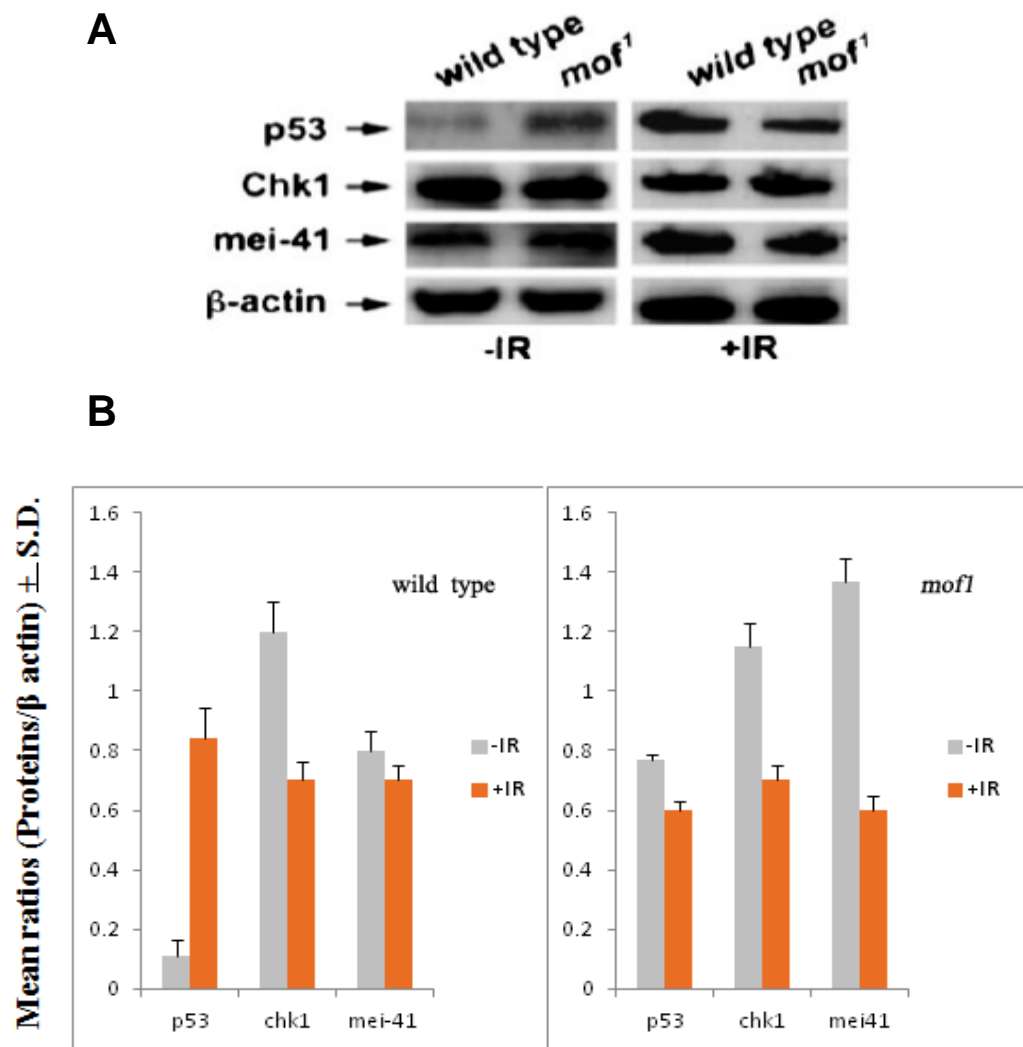 A
wild type mof¹ wild type mof¹
p53
Chk1
mei-41
β-actin
-IR +IR
B
Mean ratios (Proteins/β actin) ± S.D.
1.6
1.4
1.2
1
0.8
0.6
0.4
0.2
0
wild type
-IR
+IR
p53 chk1 mei-41
1.6
1.4
1.2
1
0.8
0.6
0.4
0.2
0
mof1
-IR
+IR
p53 chk1 mei41